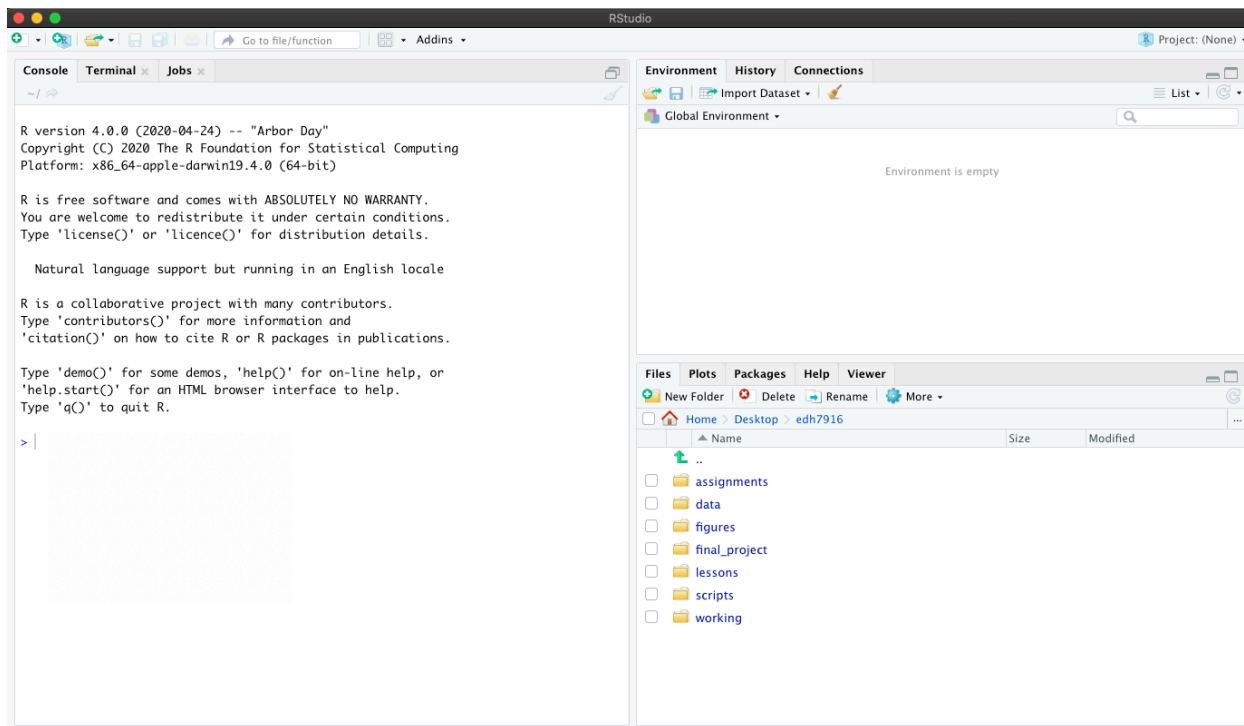 RStudio
Go to file/function Addins Project: (None)
Console Terminal Jobs
~/
R version 4.0.0 (2020-04-24) -- "Arbor Day"
Copyright (C) 2020 The R Foundation for Statistical Computing
Platform: x86_64-apple-darwin19.4.0 (64-bit)
R is free software and comes with ABSOLUTELY NO WARRANTY.
You are welcome to redistribute it under certain conditions.
Type 'license()' or 'licence()' for distribution details.
Natural language support but running in an English locale
R is a collaborative project with many contributors.
Type 'contributors()' for more information and
'citation()' on how to cite R or R packages in publications.
Type 'demo()' for some demos, 'help()' for on-line help, or
'help.start()' for an HTML browser interface to help.
Type 'q()' to quit R.
>
Environment History Connections
Import Dataset List
Global Environment
Environment is empty
Files Plots Packages Help Viewer
New Folder Delete Rename More
Home > Desktop > edh7916 ...
Name Size Modified
..
assignments
data
figures
final_project
lessons
scripts
working